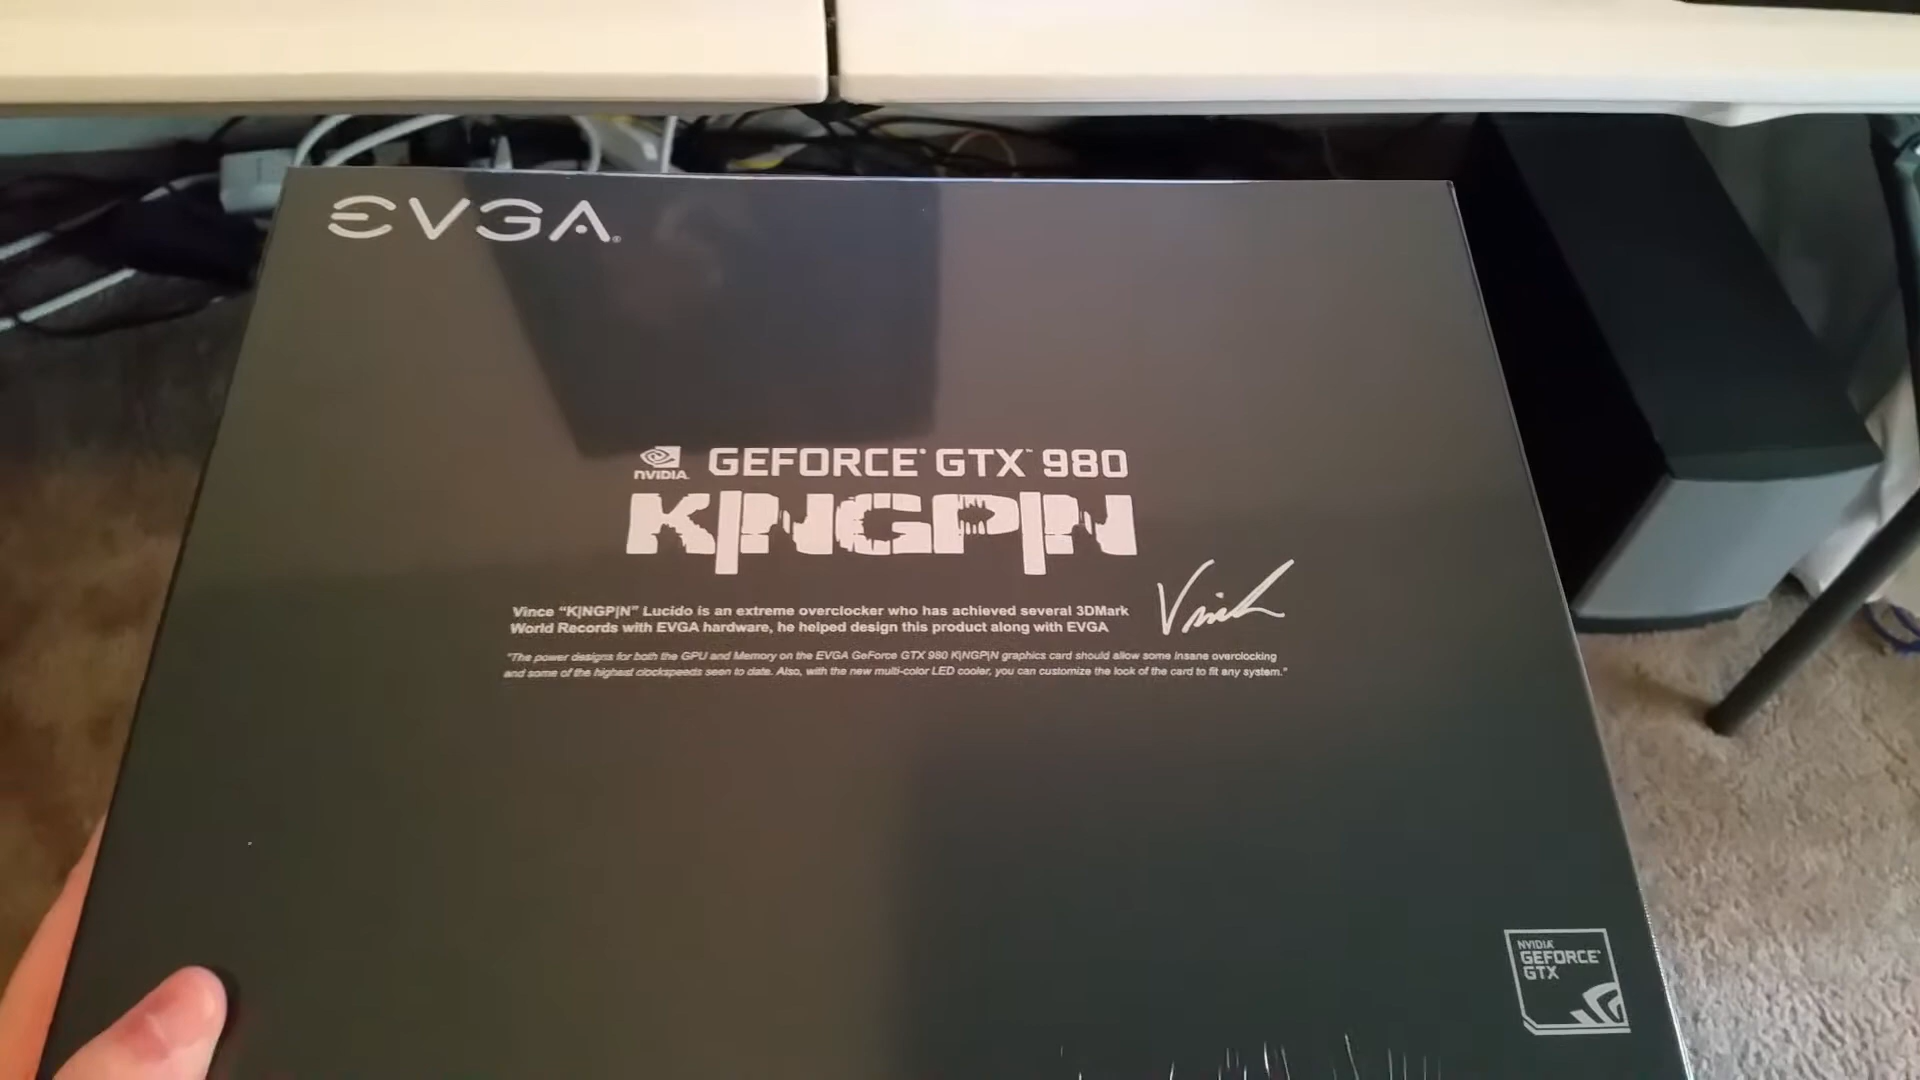 EVGA
NVIDIA GEFORCE GTX™ 980
K|NGP|N
Vince "K|NGP|N" Lucido is an extreme overclocker who has achieved several 3DMark
World Records with EVGA hardware, he helped design this product along with EVGA
Vince
"The power designs for both the GPU and Memory on the EVGA GeForce GTX 980 K|NGP|N graphics card should allow some insane overclocking
and some of the highest clockspeeds seen to date. Also, with the new multi-color LED cooler, you can customize the look of the card to fit any system."
NVIDIA
GEFORCE
GTX